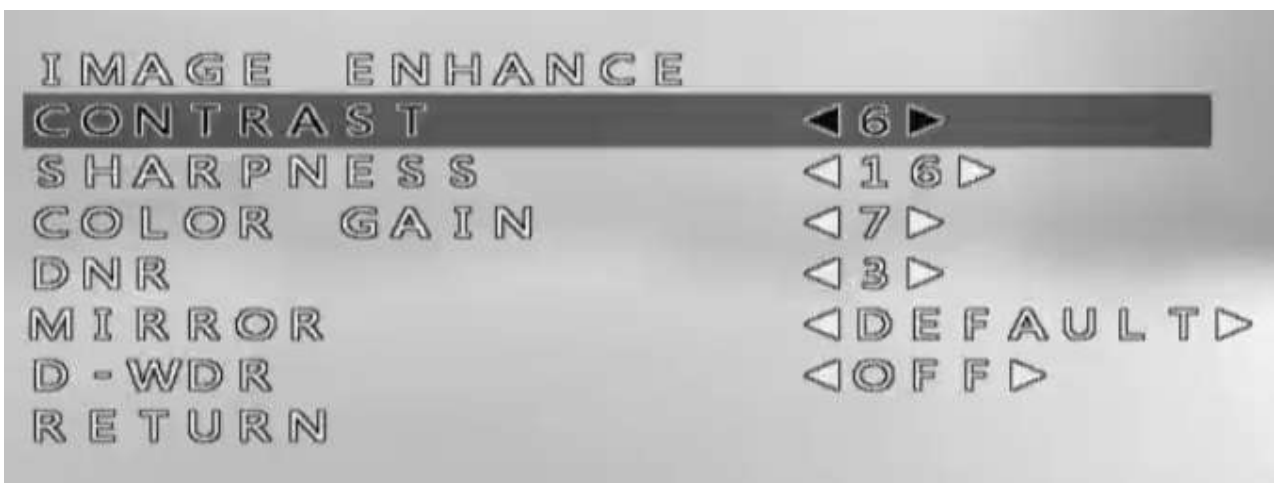 IMAGE ENHANCE
CONTRAST ◀6▶
SHARPNESS ◁16▷
COLOR GAIN ◁7▷
DNR ◁3▷
MIRROR ◁DEFAULT▷
D-WDR ◁OFF▷
RETURN